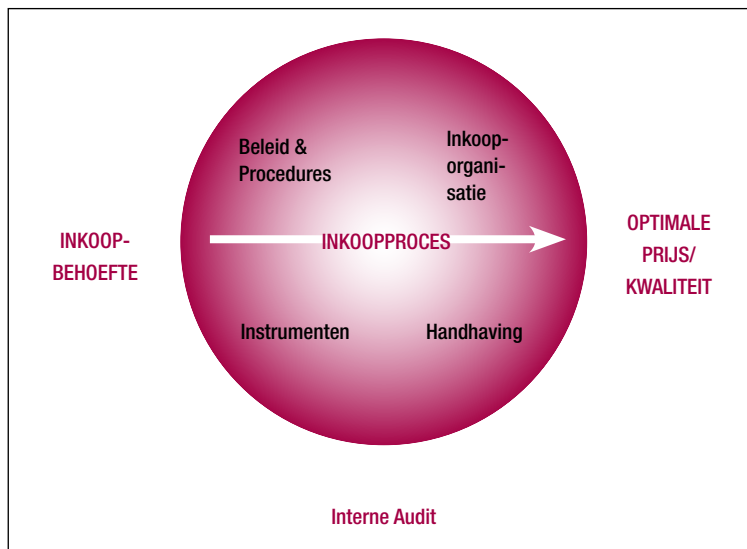 Beleid &
Procedures
Inkoop-
organi-
satie
INKOOP-
BEHOEFTE
INKOOPPROCES
OPTIMALE
PRIJS/
KWALITEIT
Instrumenten
Handhaving
Interne Audit